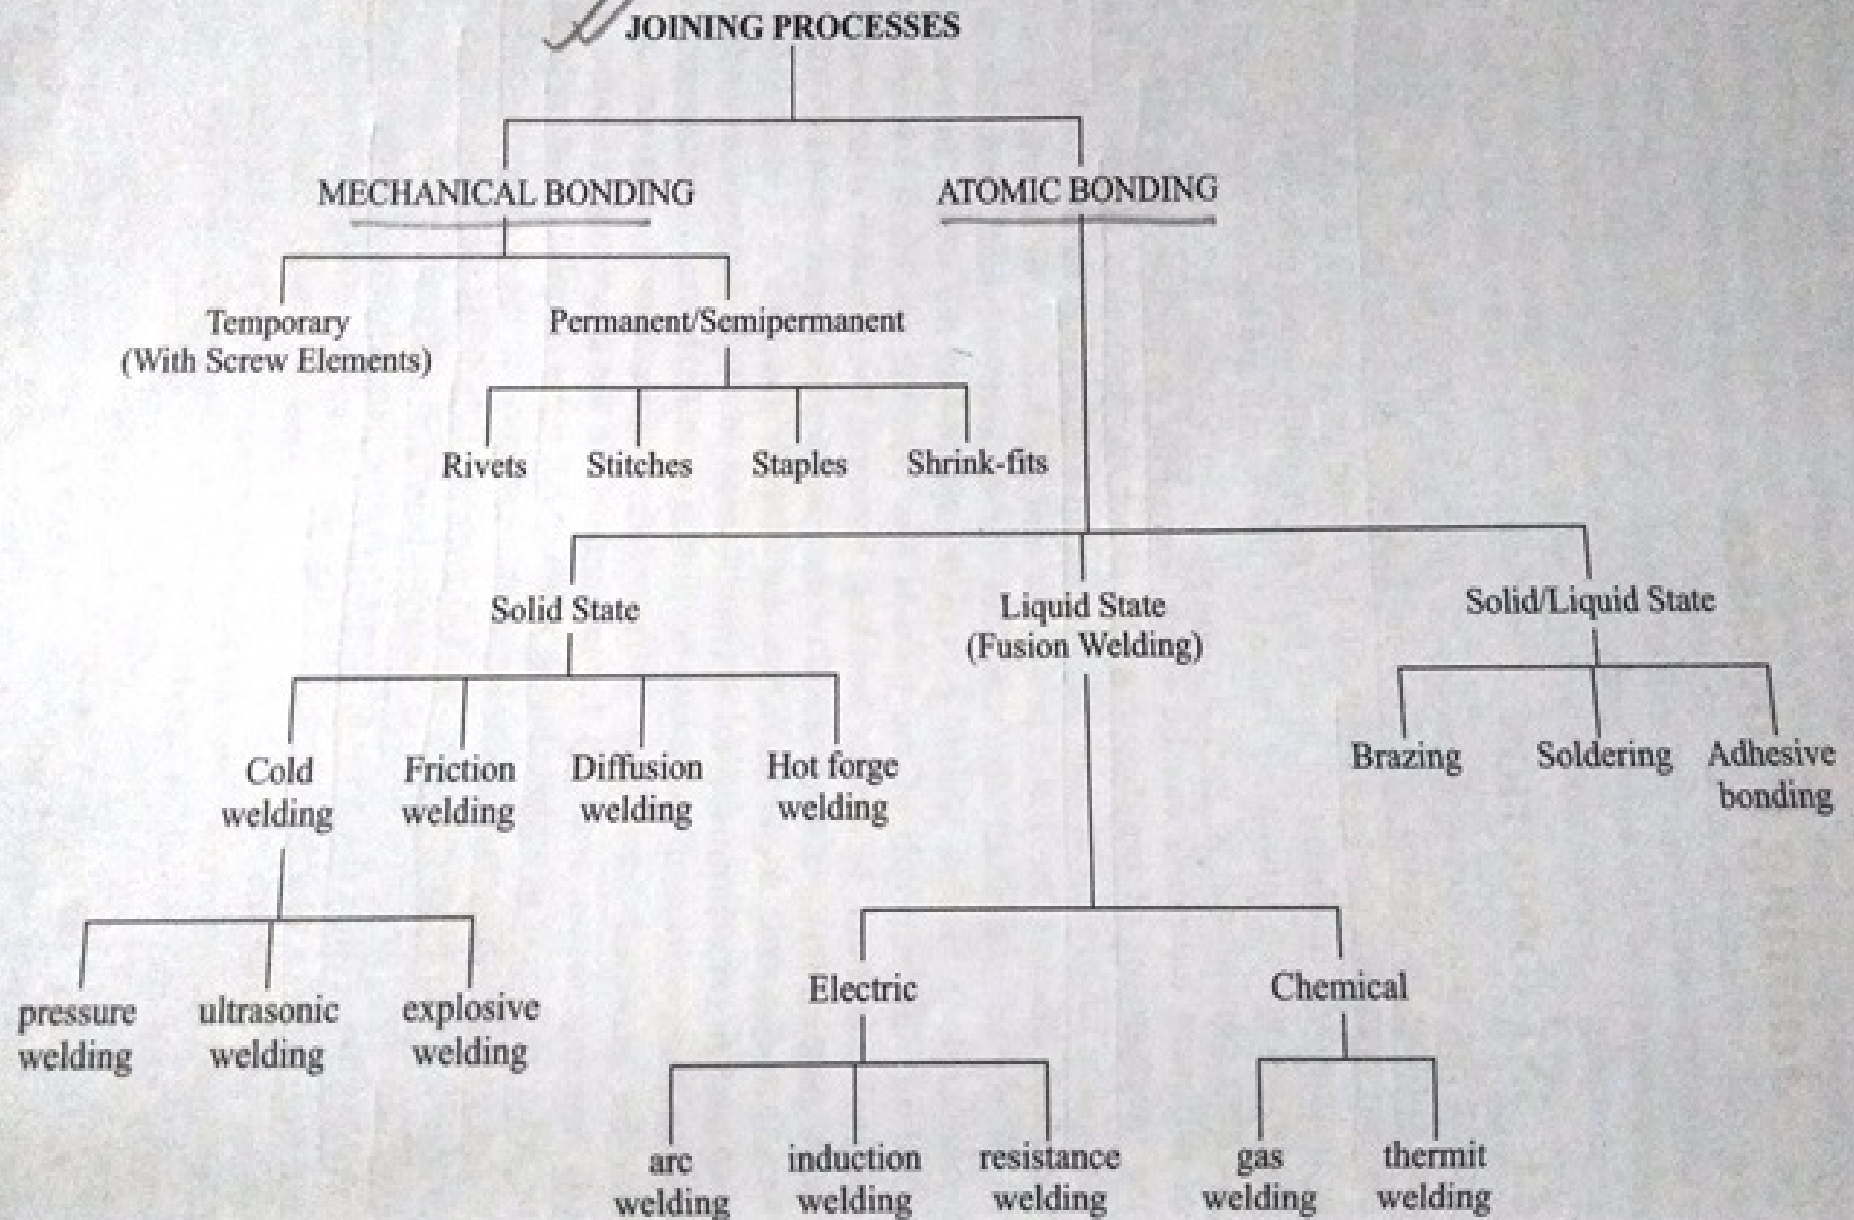 JOINING PROCESSES
MECHANICAL BONDING
ATOMIC BONDING
Temporary
(With Screw Elements)
Permanent/Semipermanent
Rivets
Stitches
Staples
Shrink-fits
Solid State
Liquid State
(Fusion Welding)
Solid/Liquid State
Cold
welding
Friction
welding
Diffusion
welding
Hot forge
welding
Brazing
Soldering
Adhesive
bonding
pressure
welding
ultrasonic
welding
explosive
welding
Electric
Chemical
arc
welding
induction
welding
resistance
welding
gas
welding
thermit
welding